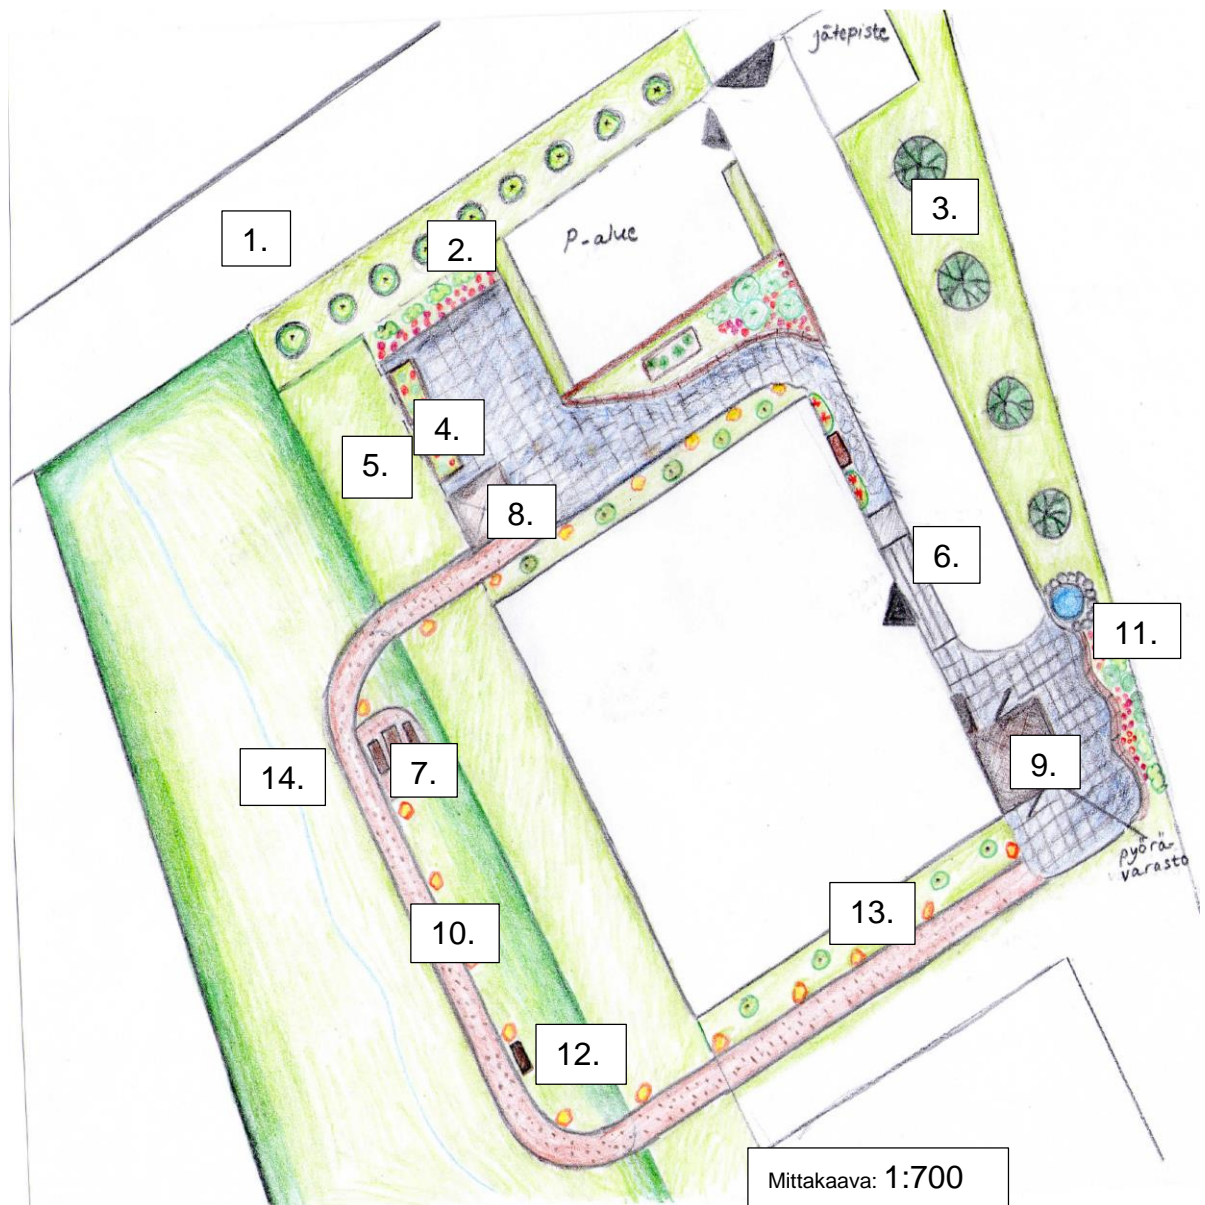 jätepiste
3.
1.
2.
P-alue
4.
5.
8.
6.
11.
14.
7.
9.
pyörä-
varasto
13.
10.
12.
Mittakaava: 1:700